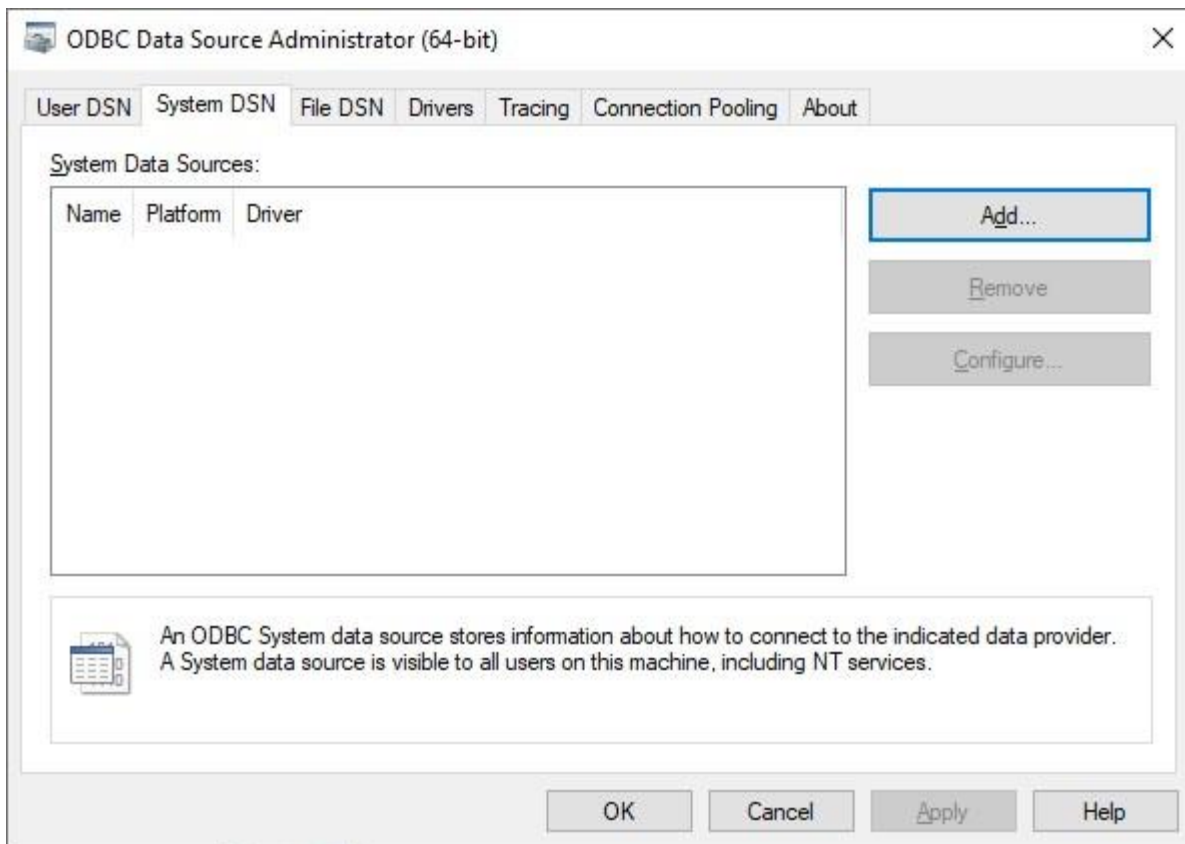 ODBC Data Source Administrator (64-bit)
User DSN System DSN File DSN Drivers Tracing Connection Pooling About
System Data Sources:
Name Platform Driver
Add...
Remove
Configure...
An ODBC System data source stores information about how to connect to the indicated data provider.
A System data source is visible to all users on this machine, including NT services.
OK Cancel Apply Help